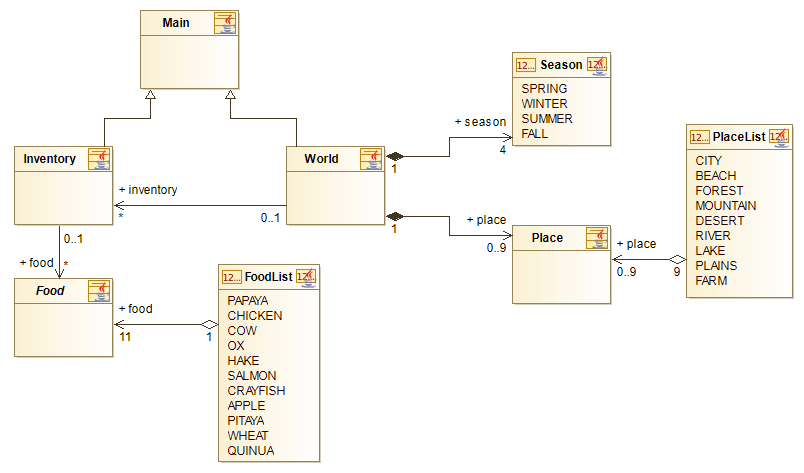 Main
Inventory
World
+ inventory
*
0..1
0..1
+ food
*
Food
+ food
11
1
12... FoodList 12...
PAPAYA
CHICKEN
COW
OX
HAKE
SALMON
CRAYFISH
APPLE
PITAYA
WHEAT
QUINUA
1
+ season
4
12... Season 12...
SPRING
WINTER
SUMMER
FALL
1
+ place
0..9
Place
+ place
0..9
9
12... PlaceList 12...
CITY
BEACH
FOREST
MOUNTAIN
DESERT
RIVER
LAKE
PLAINS
FARM